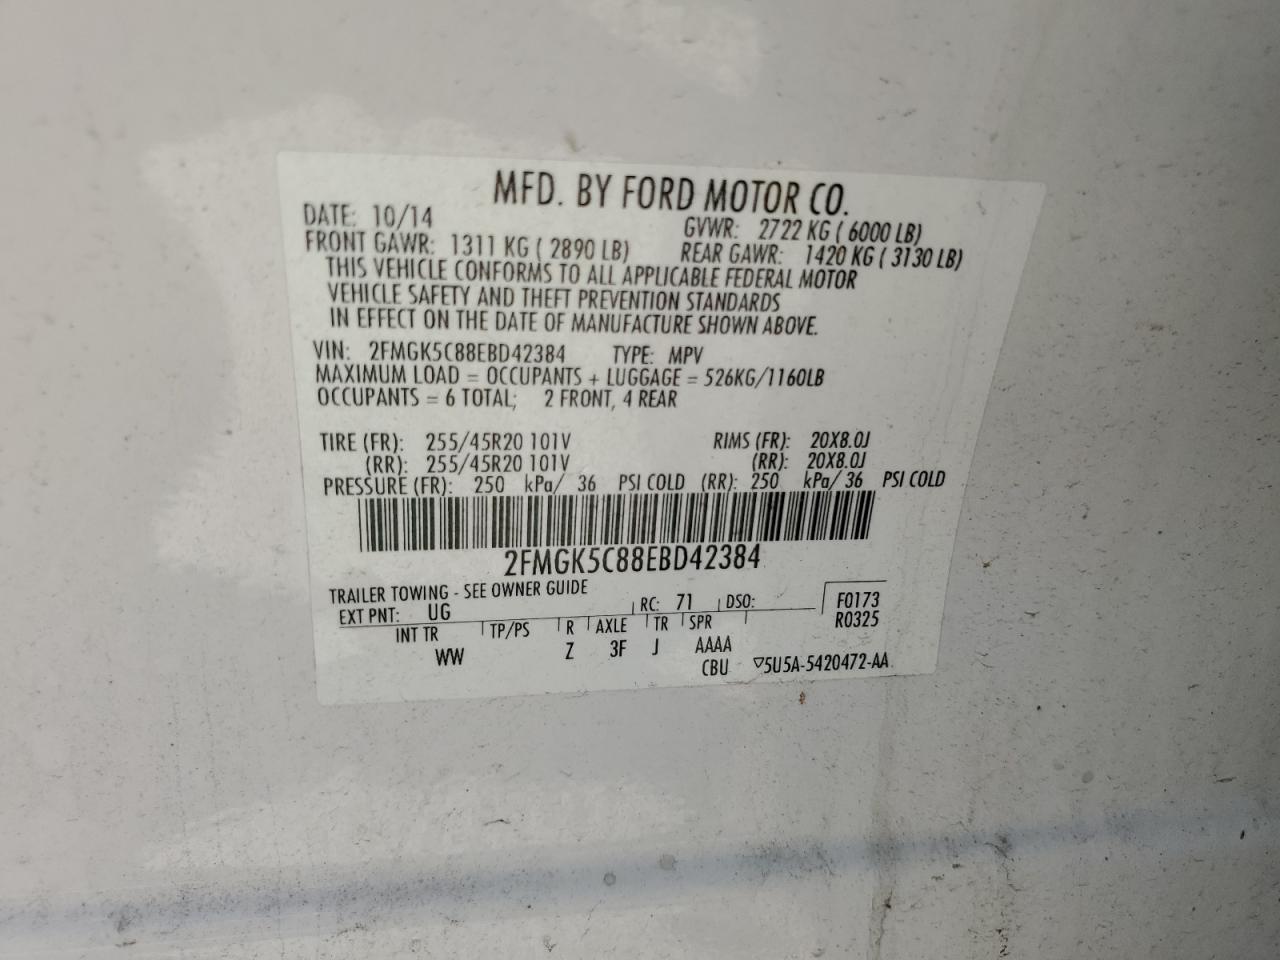 MFD. BY FORD MOTOR CO.
DATE: 10/14 GVWR: 2722 KG ( 6000 LB)
FRONT GAWR: 1311 KG ( 2890 LB) REAR GAWR: 1420 KG ( 3130 LB)
THIS VEHICLE CONFORMS TO ALL APPLICABLE FEDERAL MOTOR
VEHICLE SAFETY AND THEFT PREVENTION STANDARDS
IN EFFECT ON THE DATE OF MANUFACTURE SHOWN ABOVE.
VIN: 2FMGK5C88EBD42384 TYPE: MPV
MAXIMUM LOAD = OCCUPANTS + LUGGAGE = 526KG/1160LB
OCCUPANTS = 6 TOTAL; 2 FRONT, 4 REAR
TIRE (FR): 255/45R20 101V RIMS (FR): 20X8.0J
(RR): 255/45R20 101V (RR): 20X8.0J
PRESSURE (FR): 250 kPa/ 36 PSI COLD (RR): 250 kPa/ 36 PSI COLD
2FMGK5C88EBD42384
TRAILER TOWING - SEE OWNER GUIDE
EXT PNT: UG RC: 71 DSO: F0173
INT TR TP/PS R AXLE TR SPR R0325
WW Z 3F J AAAA
CBU ▽5U5A-5420472-AA